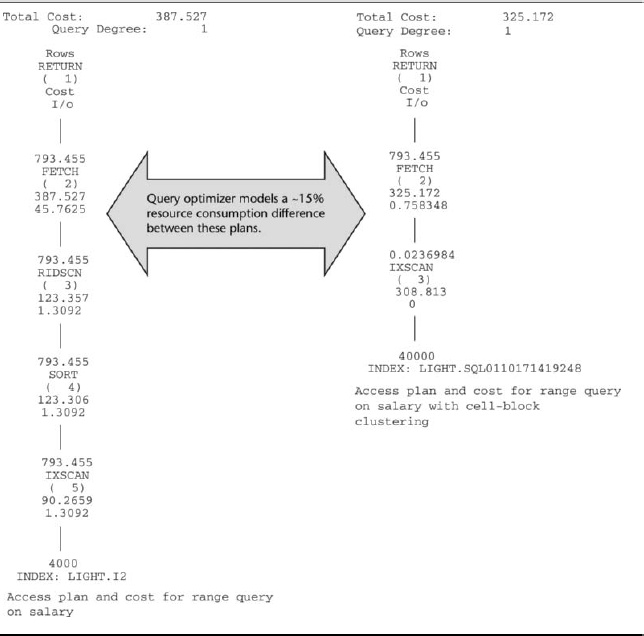 Total Cost: 387.527
Query Degree: 1
Rows
RETURN
( 1)
Cost
I/o
793.455
FETCH
( 2)
387.527
45.7625
793.455
RIDSCN
( 3)
123.357
1.3092
793.455
SORT
( 4)
123.306
1.3092
793.455
IXSCAN
( 5)
90.2659
1.3092
4000
INDEX: LIGHT.I2
Access plan and cost for range query
on salary
Query optimizer models a ~15%
resource consumption difference
between these plans.
Total Cost: 325.172
Query Degree: 1
Rows
RETURN
( 1)
Cost
I/o
793.455
FETCH
( 2)
325.172
0.758348
0.0236984
IXSCAN
( 3)
308.813
0
40000
INDEX: LIGHT.SQL0110171419248
Access plan and cost for range query
on salary with cell-block
clustering